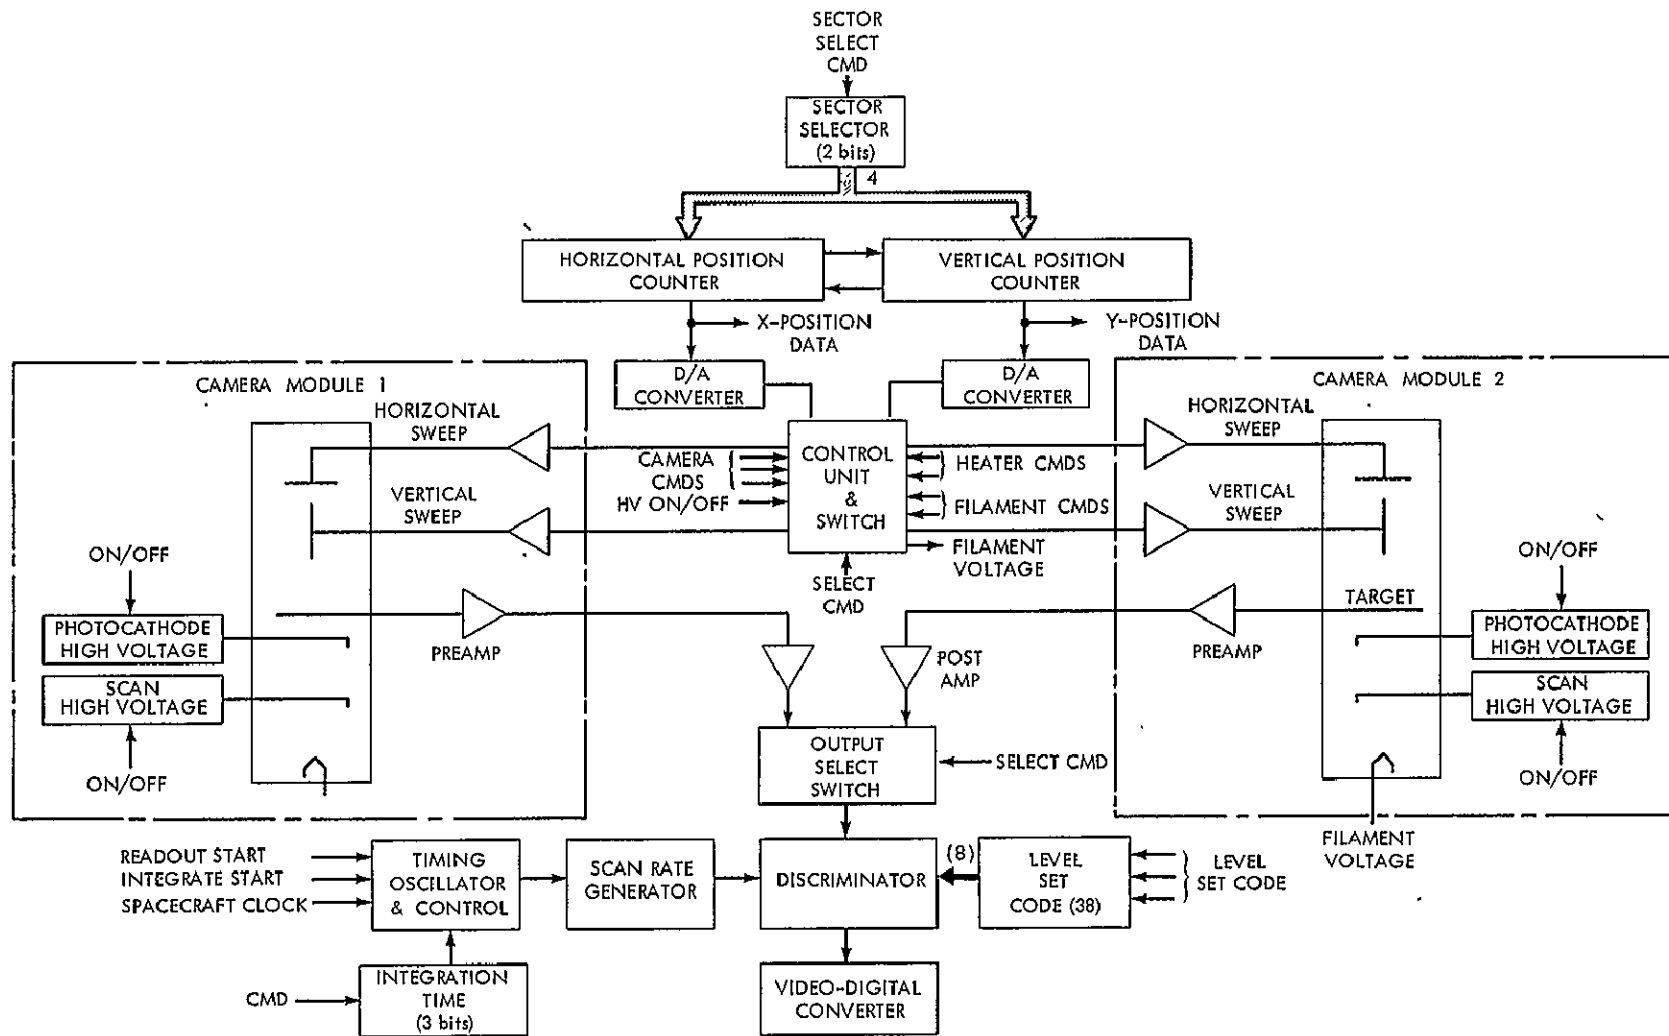 SECTOR
SELECT
CMD
SECTOR
SELECTOR
(2 bits)
4
HORIZONTAL POSITION
COUNTER
VERTICAL POSITION
COUNTER
X-POSITION
DATA
Y-POSITION
DATA
D/A
CONVERTER
D/A
CONVERTER
CAMERA MODULE 1
HORIZONTAL
SWEEP
VERTICAL
SWEEP
ON/OFF
PHOTOCATHODE
HIGH VOLTAGE
SCAN
HIGH VOLTAGE
ON/OFF
PREAMP
CAMERA
CMDS
HV ON/OFF
CONTROL
UNIT
&
SWITCH
HEATER CMDS
FILAMENT CMDS
FILAMENT
VOLTAGE
SELECT
CMD
CAMERA MODULE 2
HORIZONTAL
SWEEP
VERTICAL
SWEEP
ON/OFF
TARGET
PHOTOCATHODE
HIGH VOLTAGE
PREAMP
SCAN
HIGH VOLTAGE
ON/OFF
POST
AMP
OUTPUT
SELECT
SWITCH
SELECT CMD
FILAMENT
VOLTAGE
READOUT START
INTEGRATE START
SPACECRAFT CLOCK
TIMING
OSCILLATOR
& CONTROL
SCAN RATE
GENERATOR
DISCRIMINATOR
(8)
LEVEL
SET
CODE (38)
LEVEL
SET CODE
CMD
INTEGRATION
TIME
(3 bits)
VIDEO-DIGITAL
CONVERTER